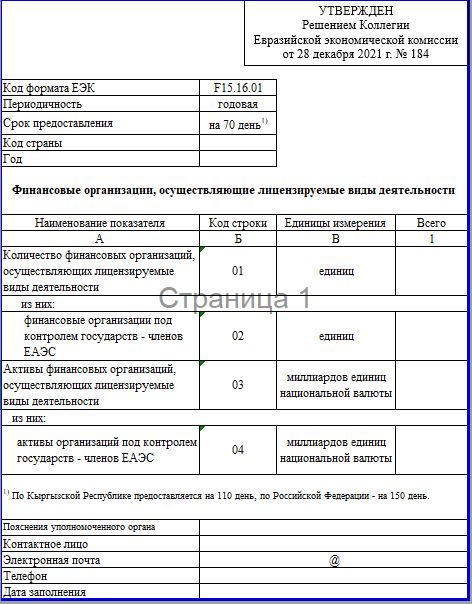 УТВЕРЖДЕН
Решением Коллегии
Евразийской экономической комиссии
от 28 декабря 2021 г. № 184
Код формата ЕЭК F15.16.01
Периодичность годовая
Срок предоставления на 70 день 1)
Код страны
Год
Финансовые организации, осуществляющие лицензируемые виды деятельности
Наименование показателя Код строки Единицы измерения Всего
А Б В 1
Количество финансовых организаций,
осуществляющих лицензируемые 01 единиц
виды деятельности
Страница 1
из них:
финансовые организации под
контролем государств - членов 02 единиц
ЕАЭС
Активы финансовых организаций,
осуществляющих лицензируемые 03 миллиардов единиц
виды деятельности национальной валюты
из них:
активы организаций под контролем 04 миллиардов единиц
государств - членов ЕАЭС национальной валюты
1) По Кыргызской Республике предоставляется на 110 день, по Российской Федерации - на 150 день.
Пояснения уполномоченного органа
Контактное лицо
Электронная почта @
Телефон
Дата заполнения